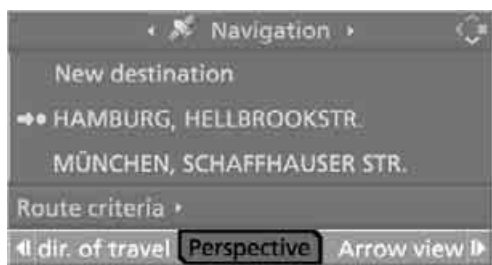 Navigation
New destination
HAMBURG, HELLBROOKSTR.
MÜNCHEN, SCHAFFHAUSER STR.
Route criteria
dir. of travel Perspective Arrow view